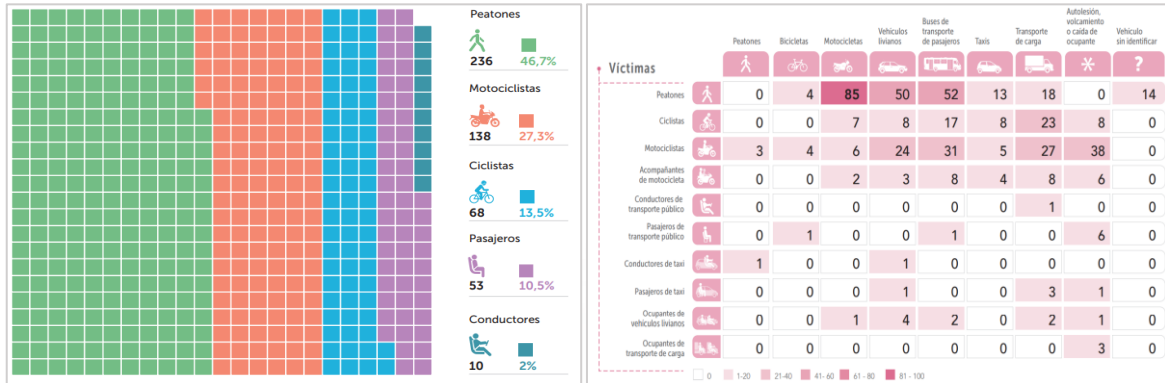 Peatones
236 46,7%
Motociclistas
138 27,3%
Ciclistas
68 13,5%
Pasajeros
53 10,5%
Conductores
10 2%
Víctimas
Peatones
Bicicletas
Motocicletas
Vehículos
livianos
Buses de
transporte
de pasajeros
Taxis
Transporte
de carga
Autolesión,
volcamiento
o caída de
ocupante
Vehículo
sin identificar
?
Peatones 0 4 85 50 52 13 18 0 14
Ciclistas 0 0 7 8 17 8 23 8 0
Motociclistas 3 4 6 24 31 5 27 38 0
Acompañantes
de motocicleta 0 0 2 3 8 4 8 6 0
Conductores de
transporte público 0 0 0 0 0 0 1 0 0
Pasajeros de
transporte público 0 1 0 0 1 0 0 6 0
Conductores de taxi 1 0 0 1 0 0 0 0 0
Pasajeros de taxi 0 0 0 1 0 0 3 1 0
Ocupantes de
vehículos livianos 0 0 1 4 2 0 2 1 0
Ocupantes de
transporte de carga 0 0 0 0 0 0 0 3 0
0 1-20 21-40 41- 60 61 - 80 81 - 100